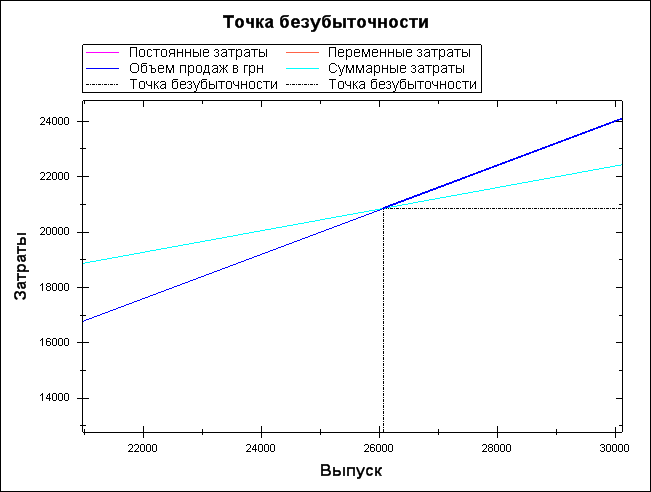 Точка безубыточности
Постоянные затраты Переменные затраты
Объем продаж в грн Суммарные затраты
Точка безубыточности Точка безубыточности
24000
22000
20000
18000
16000
14000
Затраты
22000 24000 26000 28000 30000
Выпуск